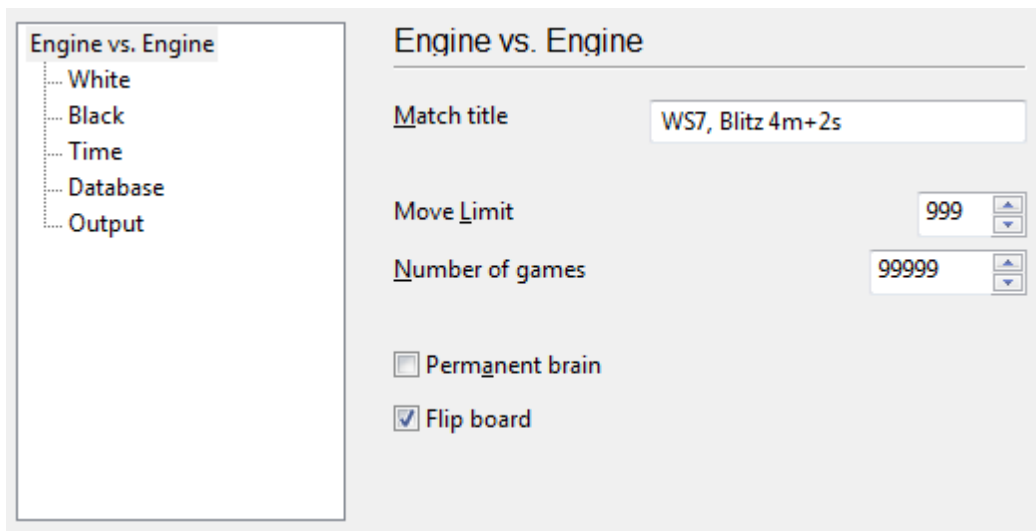 Engine vs. Engine
White
Black
Time
Database
Output
Engine vs. Engine
Match title
WS7, Blitz 4m+2s
Move Limit
999
Number of games
99999
Permanent brain
Flip board